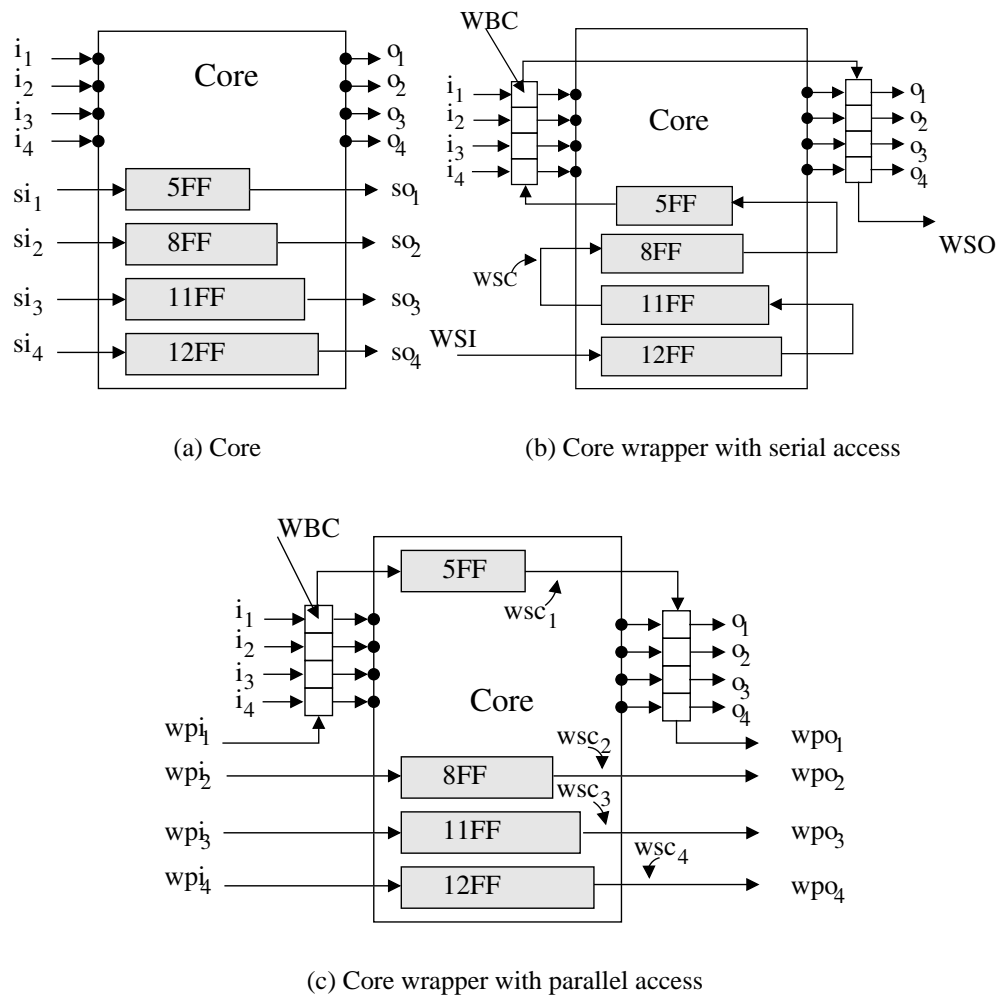 Core
i1 o1
i2 o2
i3 o3
i4 o4
si1 5FF so1
si2 8FF so2
si3 11FF so3
si4 12FF so4
(a) Core
WBC
Core
i1 o1
i2 o2
i3 o3
i4 o4
5FF
8FF
wsc
WSO
11FF
WSI
12FF
(b) Core wrapper with serial access
WBC
5FF
wsc1
i1 o1
i2 o2
i3 o3
i4 o4
Core
wpi1 wpo1
wsc2
wpi2 8FF wpo2
wsc3
wpi3 11FF wpo3
wsc4
wpi4 12FF wpo4
(c) Core wrapper with parallel access